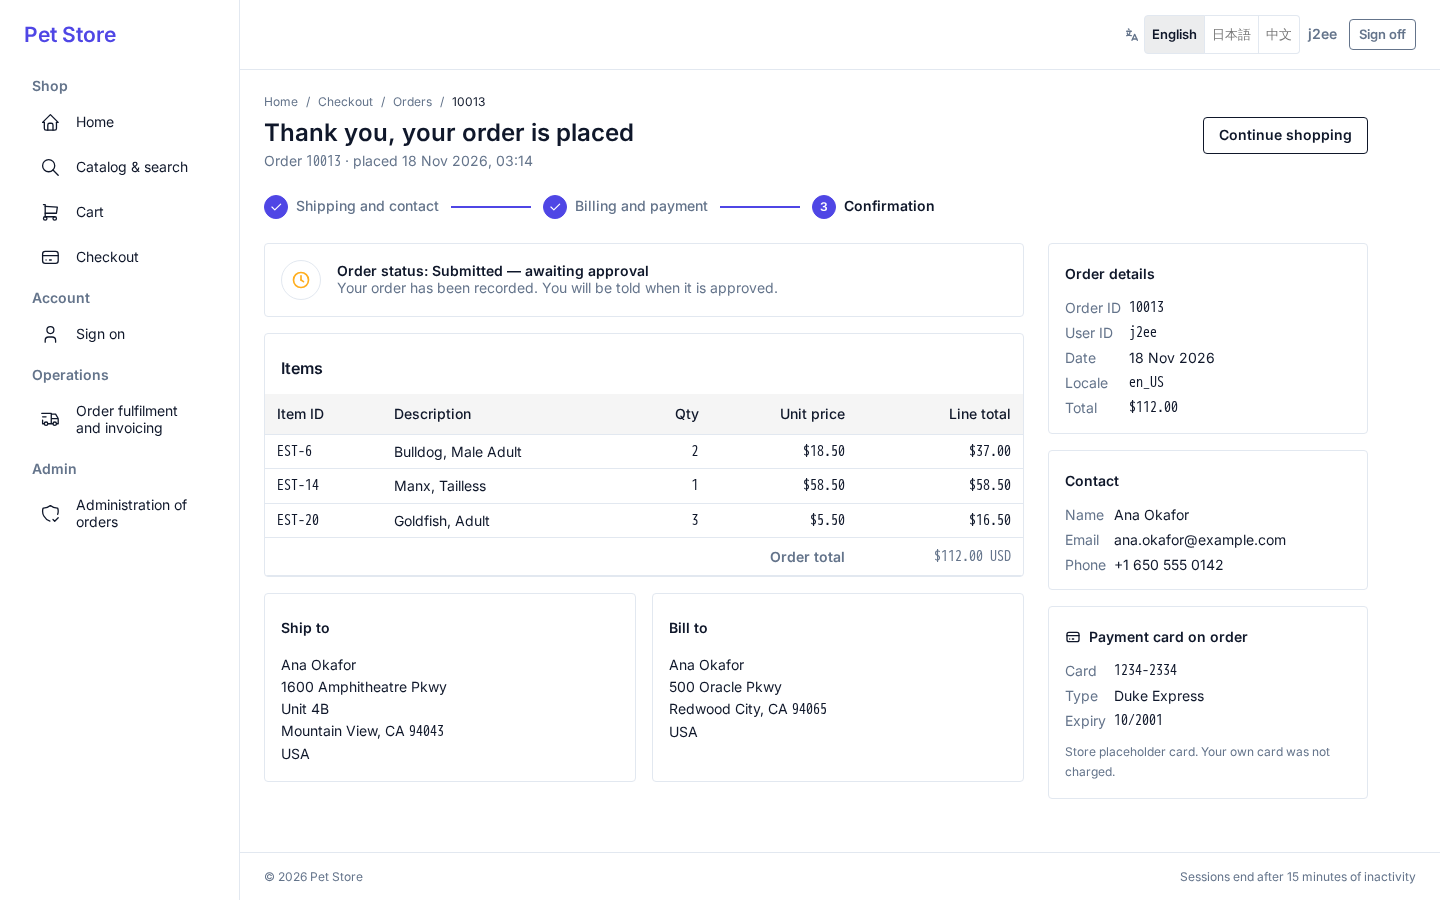 Pet Store
Shop
Home
Catalog & search
Cart
Checkout
Account
Sign on
Operations
Order fulfilment
and invoicing
Admin
Administration of
orders
English 日本語 中文 j2ee Sign off
Home / Checkout / Orders / 10013
Thank you, your order is placed
Continue shopping
Order 10013 · placed 18 Nov 2026, 03:14
Shipping and contact Billing and payment 3 Confirmation
Order status: Submitted — awaiting approval
Your order has been recorded. You will be told when it is approved.
Items
Item ID Description Qty Unit price Line total
EST-6 Bulldog, Male Adult 2 $18.50 $37.00
EST-14 Manx, Tailless 1 $58.50 $58.50
EST-20 Goldfish, Adult 3 $5.50 $16.50
Order total $112.00 USD
Ship to
Ana Okafor
1600 Amphitheatre Pkwy
Unit 4B
Mountain View, CA 94043
USA
Bill to
Ana Okafor
500 Oracle Pkwy
Redwood City, CA 94065
USA
Order details
Order ID 10013
User ID j2ee
Date 18 Nov 2026
Locale en_US
Total $112.00
Contact
Name Ana Okafor
Email ana.okafor@example.com
Phone +1 650 555 0142
Payment card on order
Card 1234-2334
Type Duke Express
Expiry 10/2001
Store placeholder card. Your own card was not
charged.
© 2026 Pet Store
Sessions end after 15 minutes of inactivity